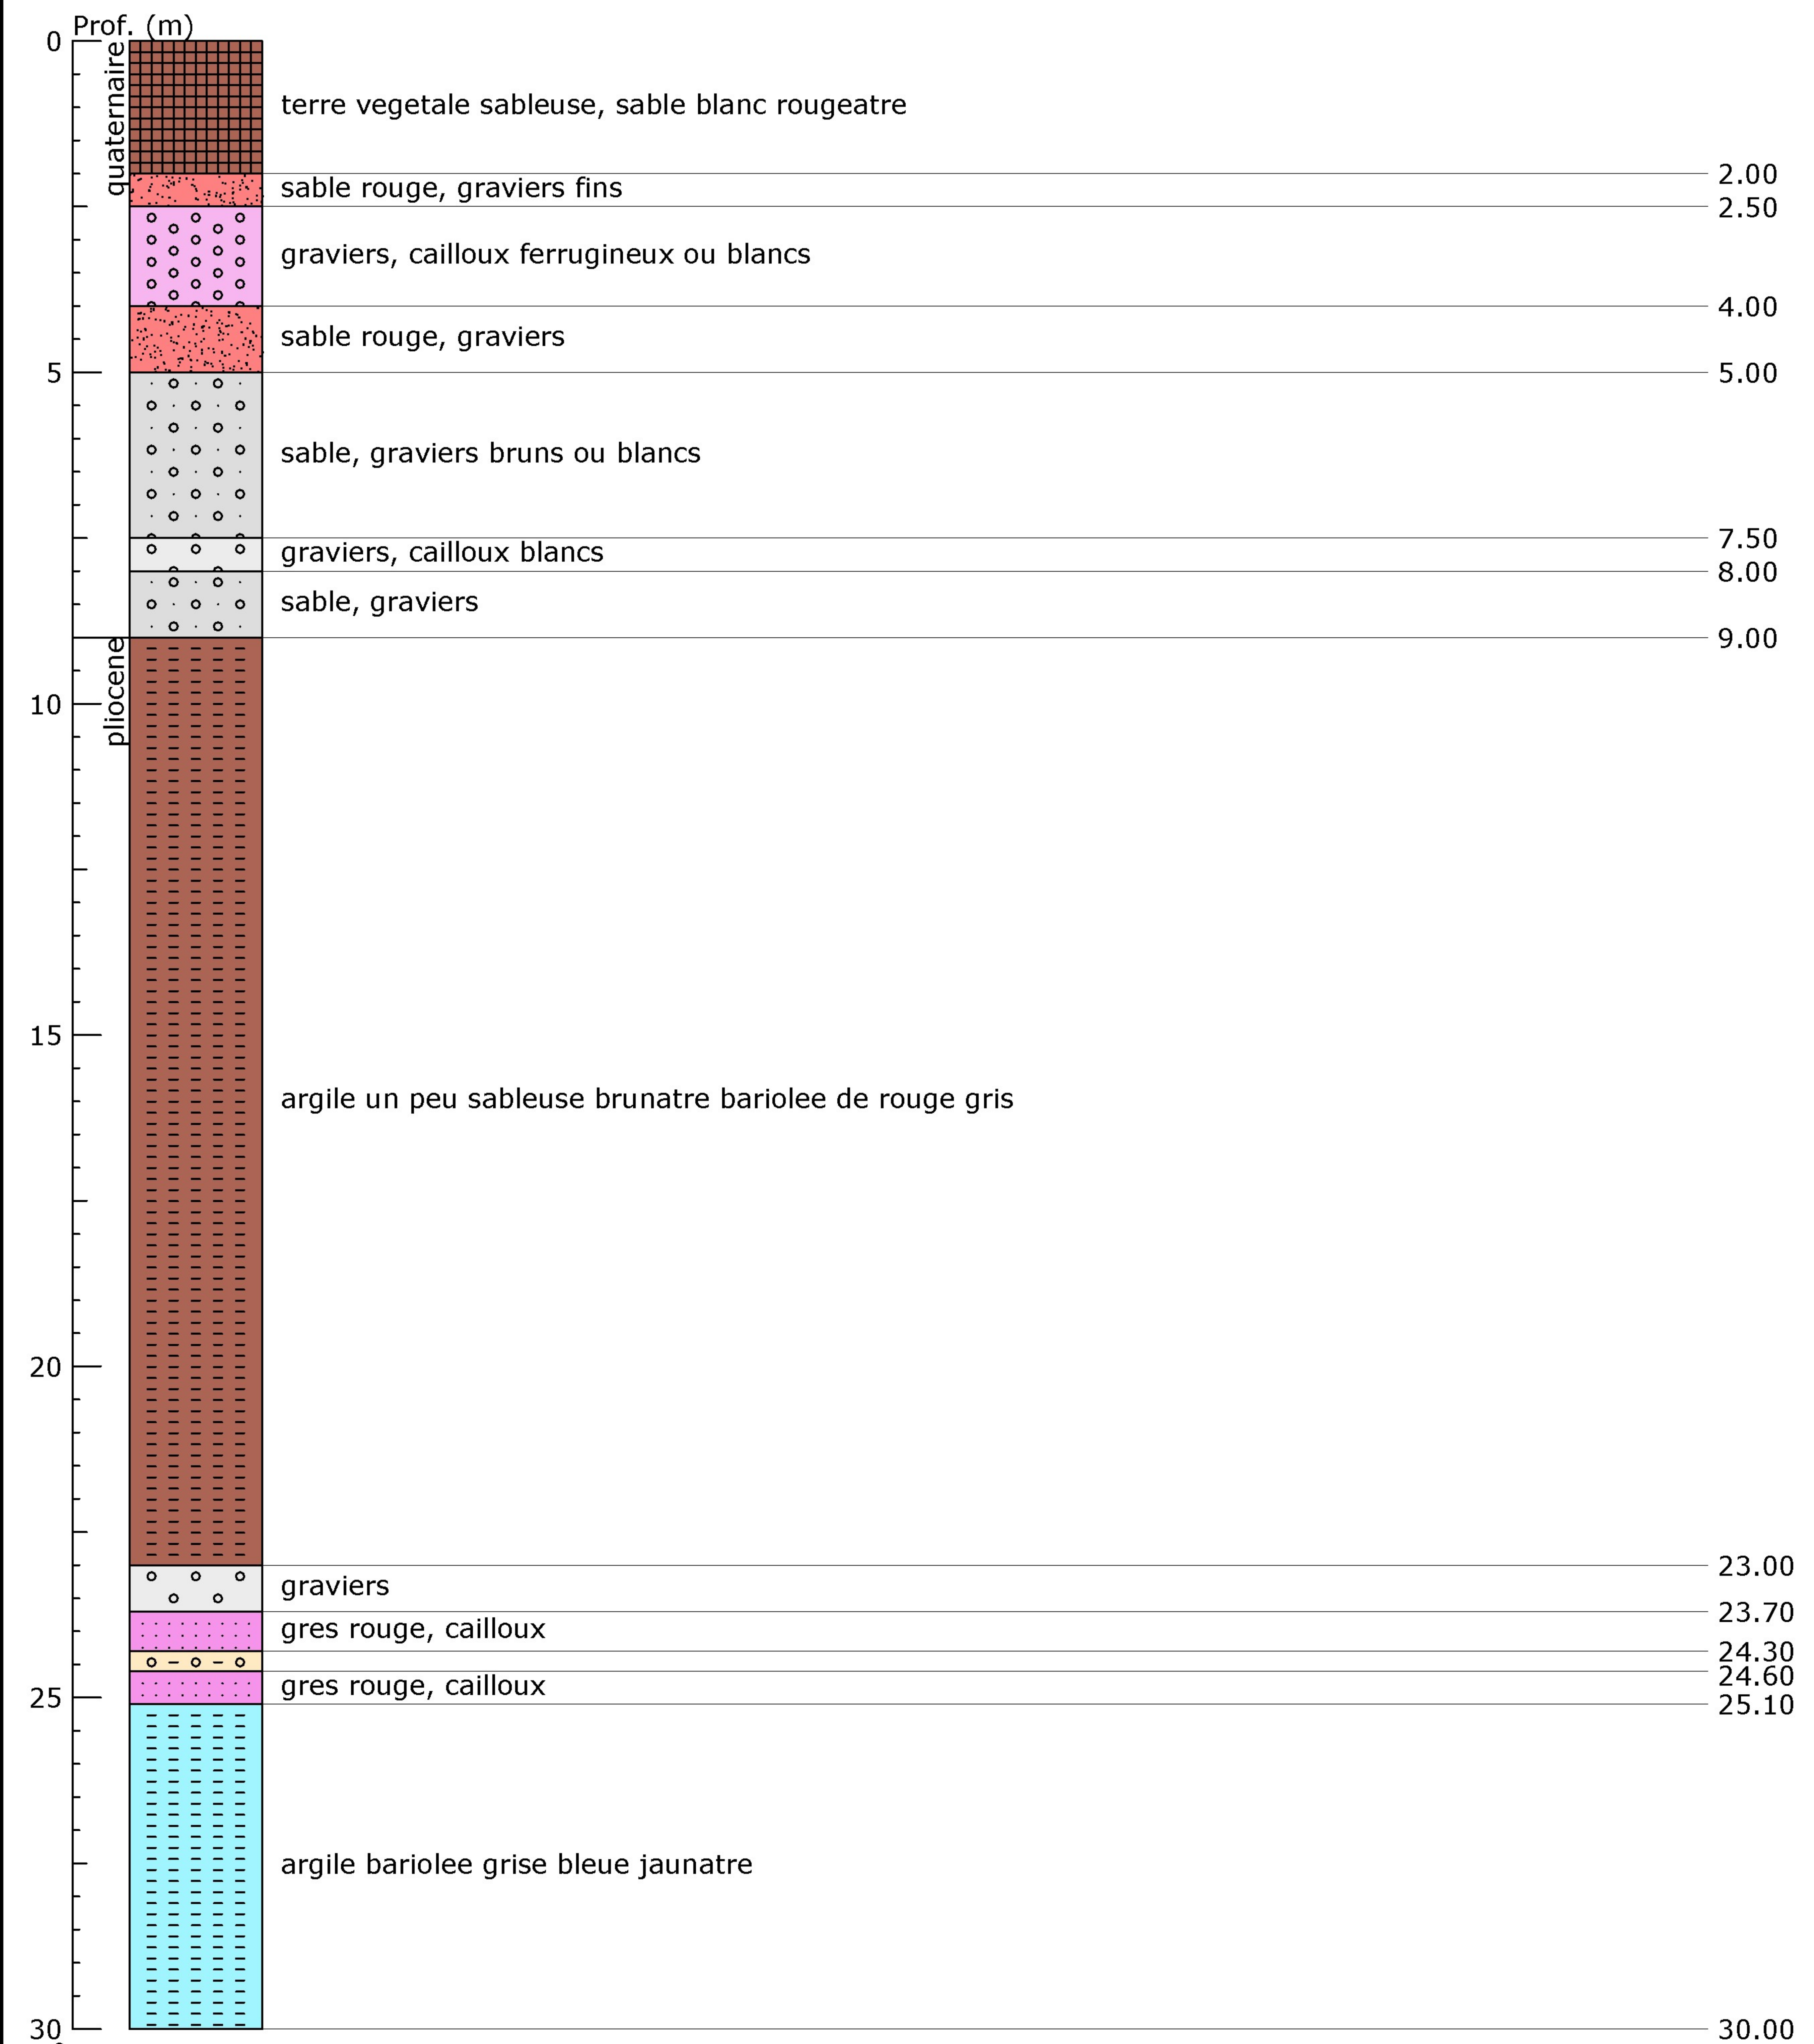 Prof. (m)
0
quaternaire
terre vegetale sableuse, sable blanc rougeatre
2.00
sable rouge, graviers fins
2.50
graviers, cailloux ferrugineux ou blancs
4.00
sable rouge, graviers
5
5.00
sable, graviers bruns ou blancs
7.50
graviers, cailloux blancs
8.00
sable, graviers
9.00
pliocene
10
15
argile un peu sableuse brunatre bariolee de rouge gris
20
23.00
graviers
23.70
gres rouge, cailloux
24.30
24.60
gres rouge, cailloux
25
25.10
argile bariolee grise bleue jaunatre
30
30.00